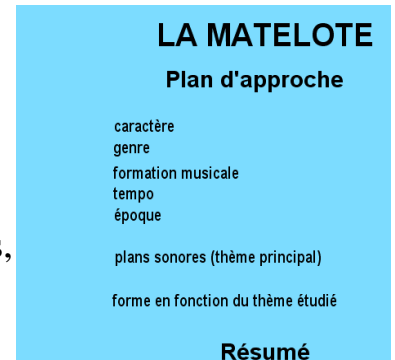 LA MATELOTE
Plan d'approche
caractère
genre
formation musicale
tempo
époque
s,
plans sonores (thème principal)
forme en fonction du thème étudié
Résumé